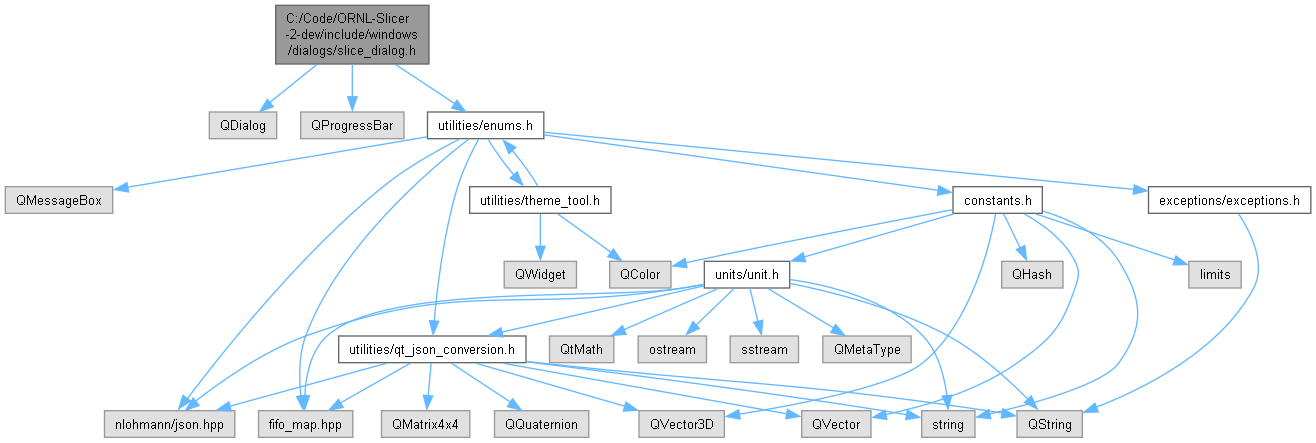 C:/Code/ORNL-Slicer
-2-dev/include/windows
/dialogs/slice_dialog.h
QDialog
QProgressBar
utilities/enums.h
QMessageBox
utilities/theme_tool.h
constants.h
exceptions/exceptions.h
QWidget
QColor
units/unit.h
QHash
limits
utilities/qt_json_conversion.h
QtMath
ostream
sstream
QMetaType
nlohmann/json.hpp
fifo_map.hpp
QMatrix4x4
QQuaternion
QVector3D
QVector
string
QString